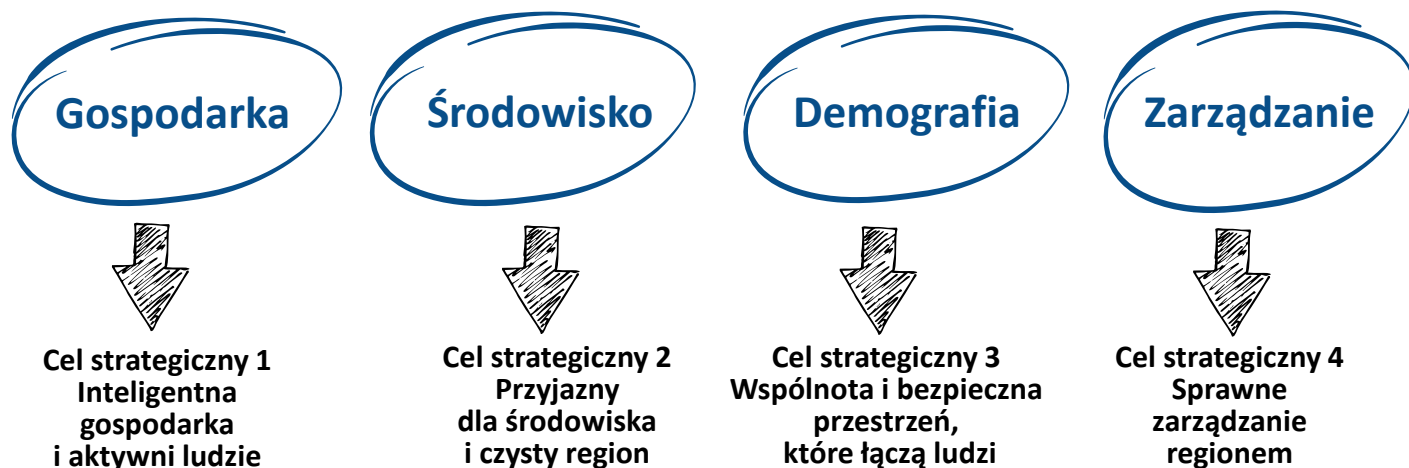 Gospodarka
Środowisko
Demografia
Zarządzanie
Cel strategiczny 1
Inteligentna
gospodarka
i aktywni ludzie
Cel strategiczny 2
Przyjazny
dla środowiska
i czysty region
Cel strategiczny 3
Wspólnota i bezpieczna
przestrzeń,
które łączą ludzi
Cel strategiczny 4
Sprawne
zarządzanie
regionem